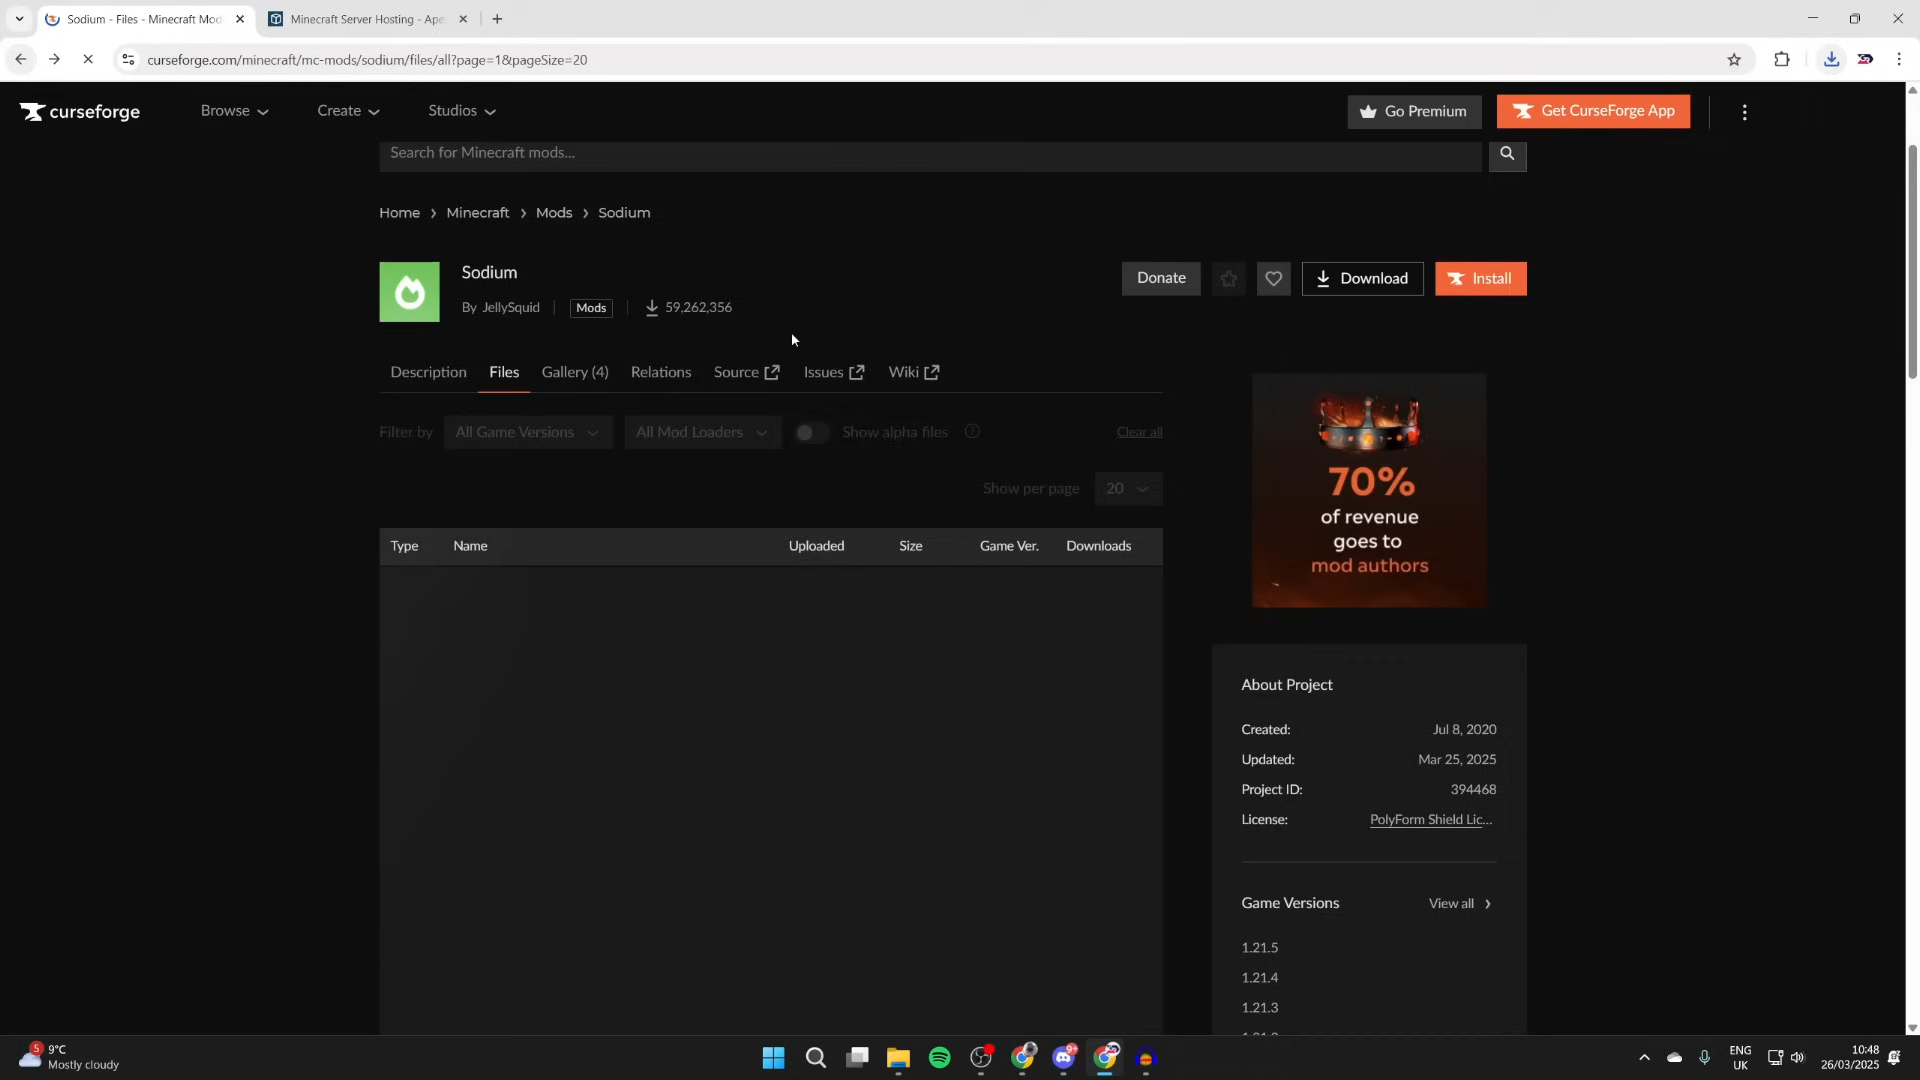 Sodium - Files - Minecraft Mod
Minecraft Server Hosting - Ape
curseforge.com/minecraft/mc-mods/sodium/files/all?page=1&pageSize=20
curseforge
Browse
Create
Studios
Go Premium
Get CurseForge App
Search for Minecraft mods...
Home > Minecraft > Mods > Sodium
Sodium
By JellySquid
Mods
59,262,356
Donate
Download
Install
Description
Files
Gallery (4)
Relations
Source
Issues
Wiki
Filter by
All Game Versions
All Mod Loaders
Show alpha files
Clear all
Show per page
20
Type
Name
Uploaded
Size
Game Ver.
Downloads
70%
of revenue
goes to
mod authors
About Project
Created: Jul 8, 2020
Updated: Mar 25, 2025
Project ID: 394468
License: PolyForm Shield Lic...
Game Versions
View all >
1.21.5
1.21.4
1.21.3
5
9°C
Mostly cloudy
9+
ENG
UK
10:48
26/03/2025